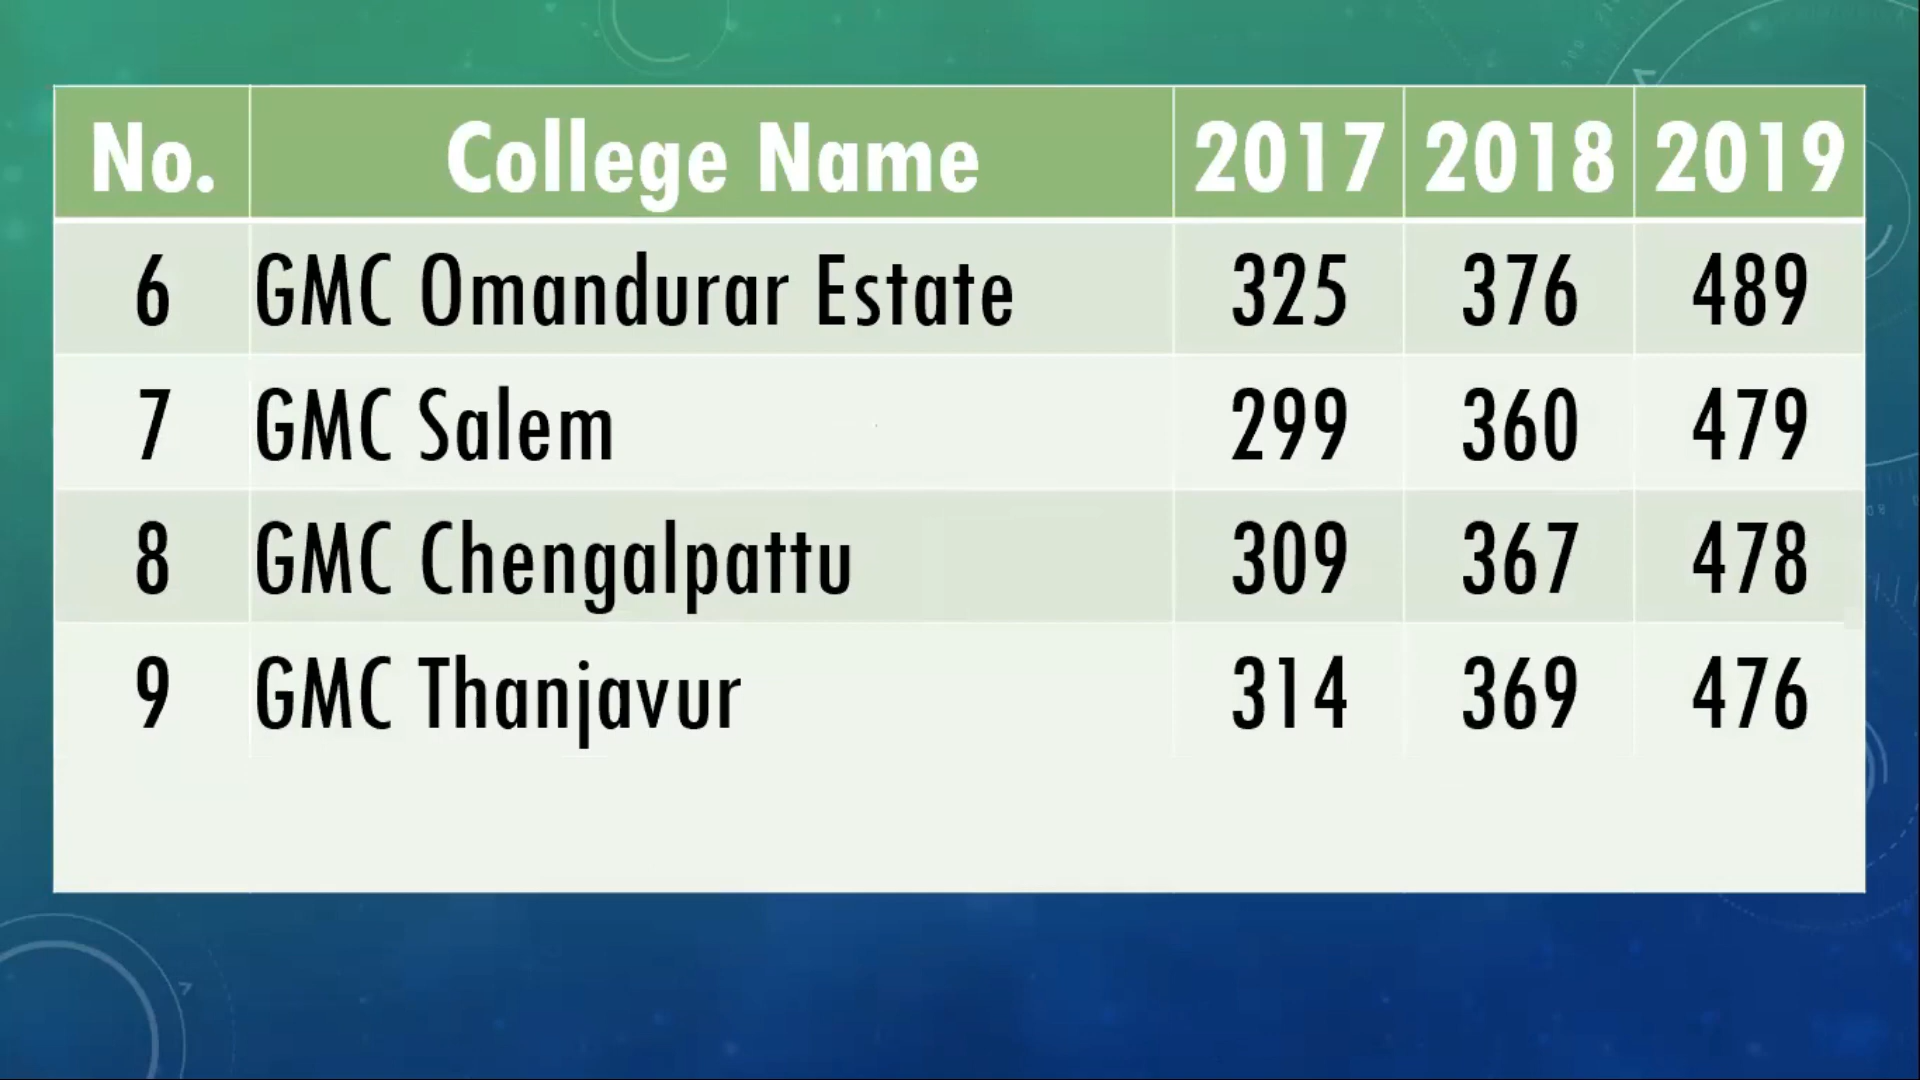 No. College Name 2017 2018 2019
6 GMC Omandurar Estate 325 376 489
7 GMC Salem 299 360 479
8 GMC Chengalpattu 309 367 478
9 GMC Thanjavur 314 369 476